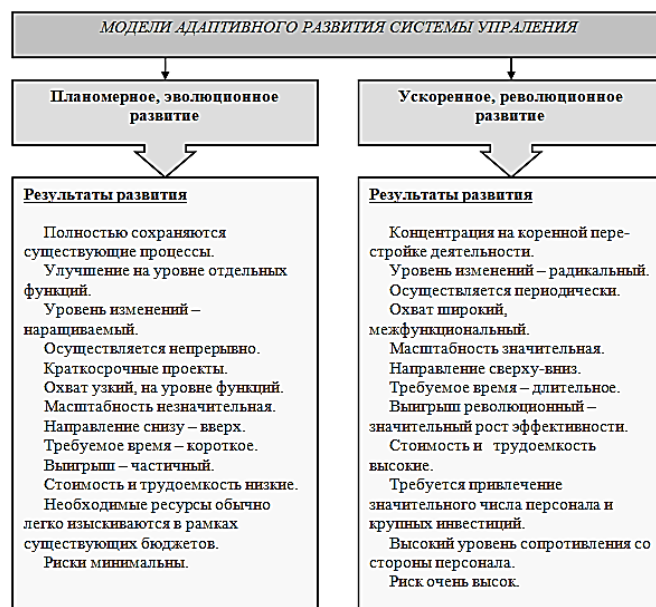 МОДЕЛИ АДАПТИВНОГО РАЗВИТИЯ СИСТЕМЫ УПРАЛЕНИЯ
Планомерное, эволюционное
развитие
Результаты развития
Полностью сохраняются
существующие процессы.
Улучшение на уровне отдельных
функций.
Уровень изменений –
наращиваемый.
Осуществляется непрерывно.
Краткосрочные проекты.
Охват узкий, на уровне функций.
Масштабность незначительная.
Направление снизу – вверх.
Требуемое время – короткое.
Выигрыш – частичный.
Стоимость и трудоемкость низкие.
Необходимые ресурсы обычно
легко изыскиваются в рамках
существующих бюджетов.
Риски минимальны.
Ускоренное, революционное
развитие
Результаты развития
Концентрация на коренной пере-
стройке деятельности.
Уровень изменений – радикальный.
Осуществляется периодически.
Охват широкий,
межфункциональный.
Масштабность значительная.
Направление сверху-вниз.
Требуемое время – длительное.
Выигрыш революционный –
значительный рост эффективности.
Стоимость и трудоемкость
высокие.
Требуется привлечение
значительного числа персонала и
крупных инвестиций.
Высокий уровень сопротивления со
стороны персонала.
Риск очень высок.